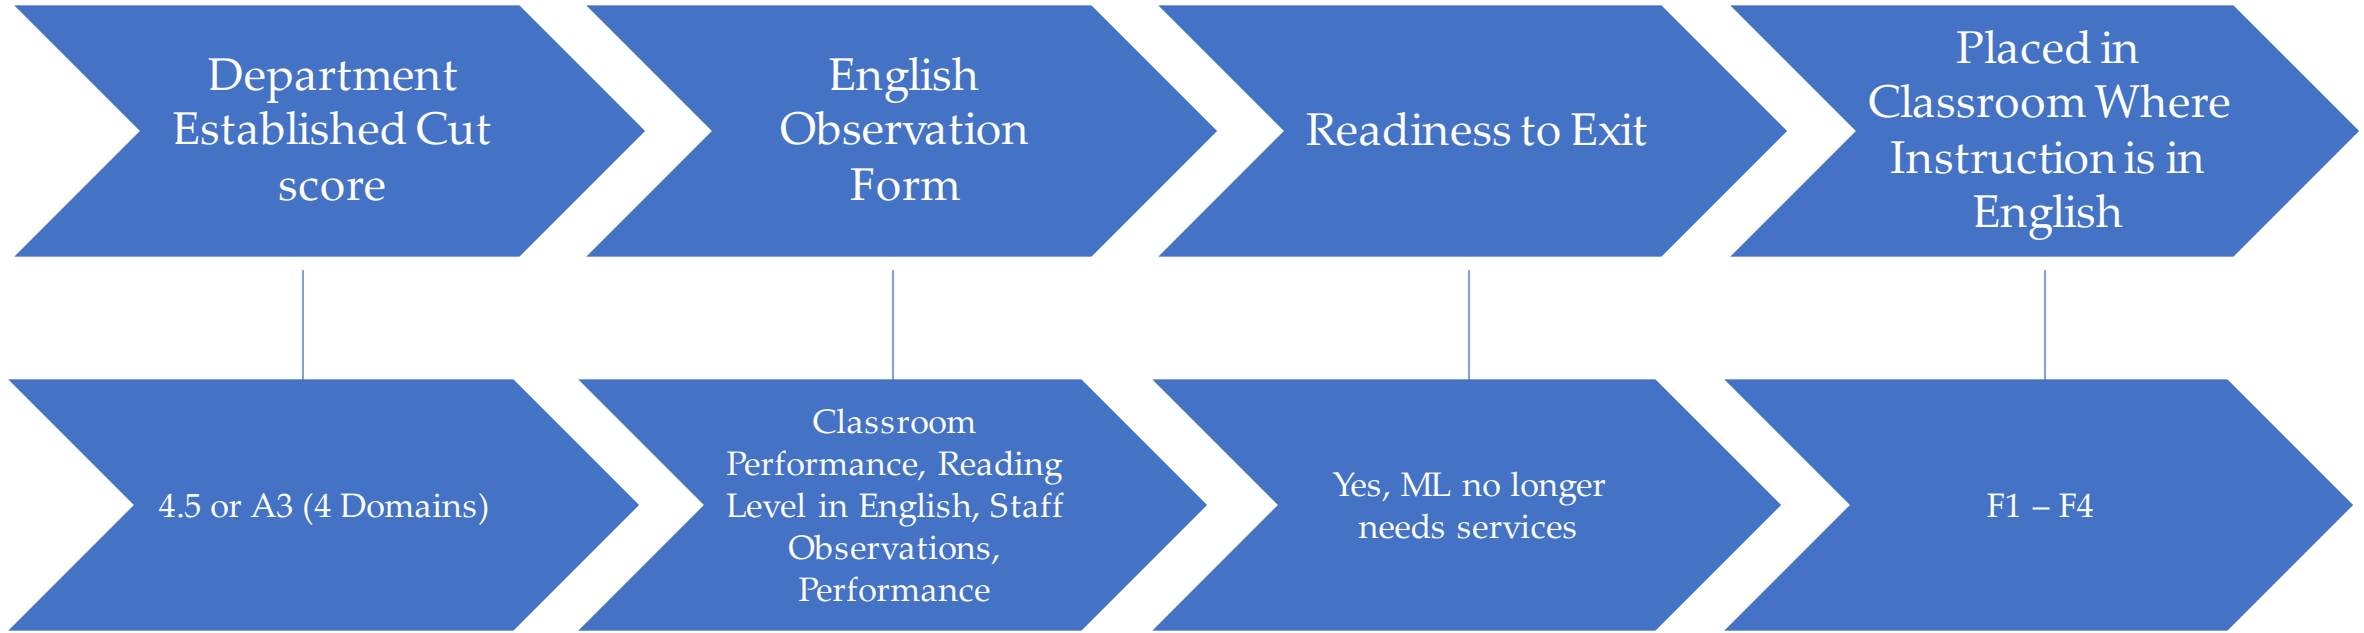 Department
Established Cut
score
English
Observation
Form
Readiness to Exit
Placed in
Classroom Where
Instruction is in
English
4.5 or A3 (4 Domains)
Classroom
Performance, Reading
Level in English, Staff
Observations,
Performance
Yes, ML no longer
needs services
F1 – F4